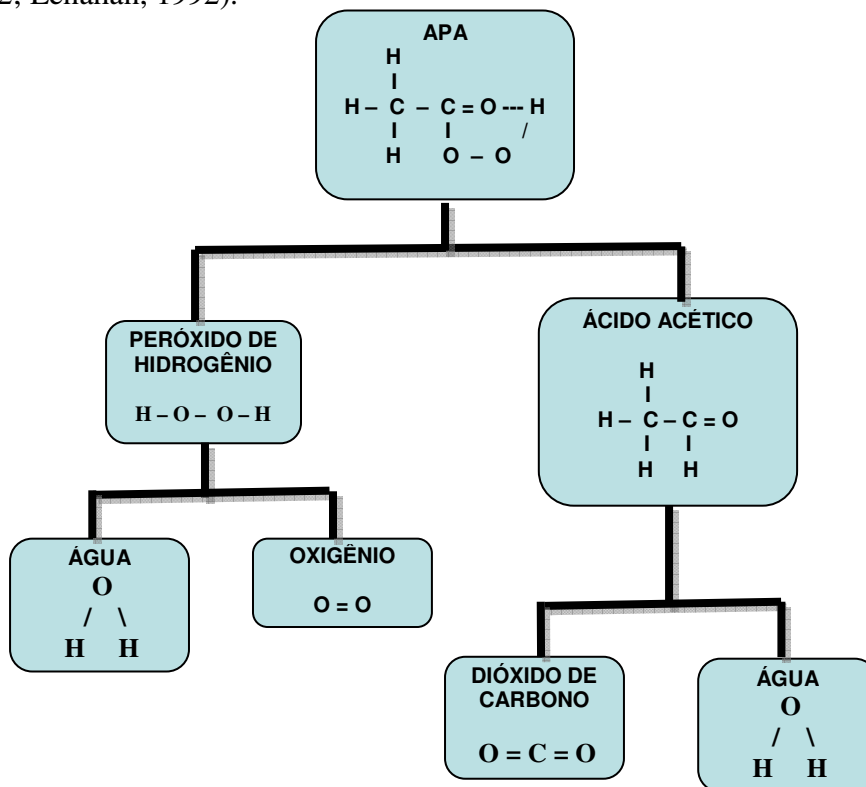 2; Lenahan, 1992).
APA
H
I
H – C – C = O --- H
I I /
H O – O
PERÓXIDO DE
HIDROGÊNIO
H – O – O – H
ÁCIDO ACÉTICO
H
I
H – C – C = O
I I
H H
ÁGUA
O
/ \
H H
OXIGÊNIO
O = O
DIÓXIDO DE
CARBONO
O = C = O
ÁGUA
O
/ \
H H